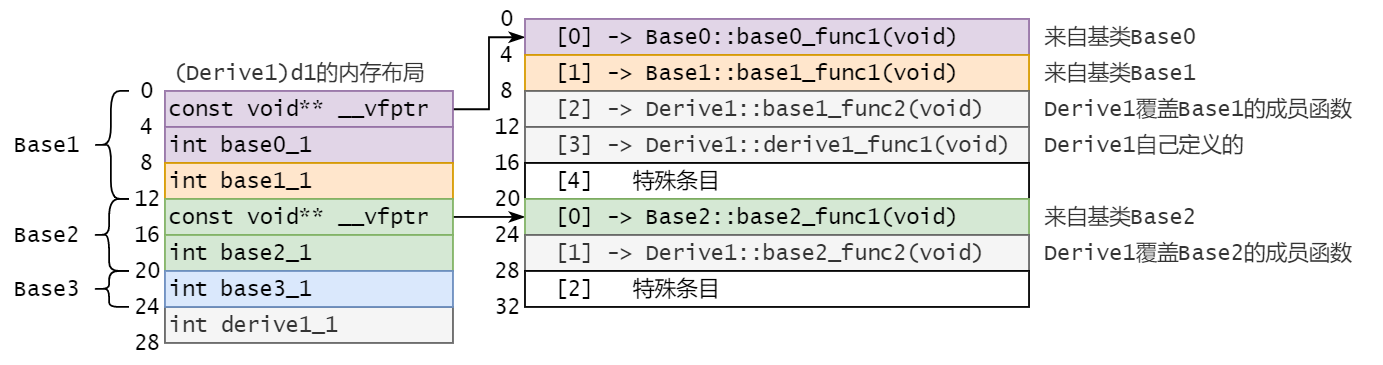 (Derive1)d1的内存布局
0
const void** __vfptr
4
int base0_1
8
int base1_1
12
const void** __vfptr
16
int base2_1
20
int base3_1
24
int derive1_1
28
Base1
Base2
Base3
0
[0] -> Base0::base0_func1(void) 来自基类Base0
4
[1] -> Base1::base1_func1(void) 来自基类Base1
8
[2] -> Derive1::base1_func2(void) Derive1覆盖Base1的成员函数
12
[3] -> Derive1::derive1_func1(void) Derive1自己定义的
16
[4] 特殊条目
20
[0] -> Base2::base2_func1(void) 来自基类Base2
24
[1] -> Derive1::base2_func2(void) Derive1覆盖Base2的成员函数
28
[2] 特殊条目
32